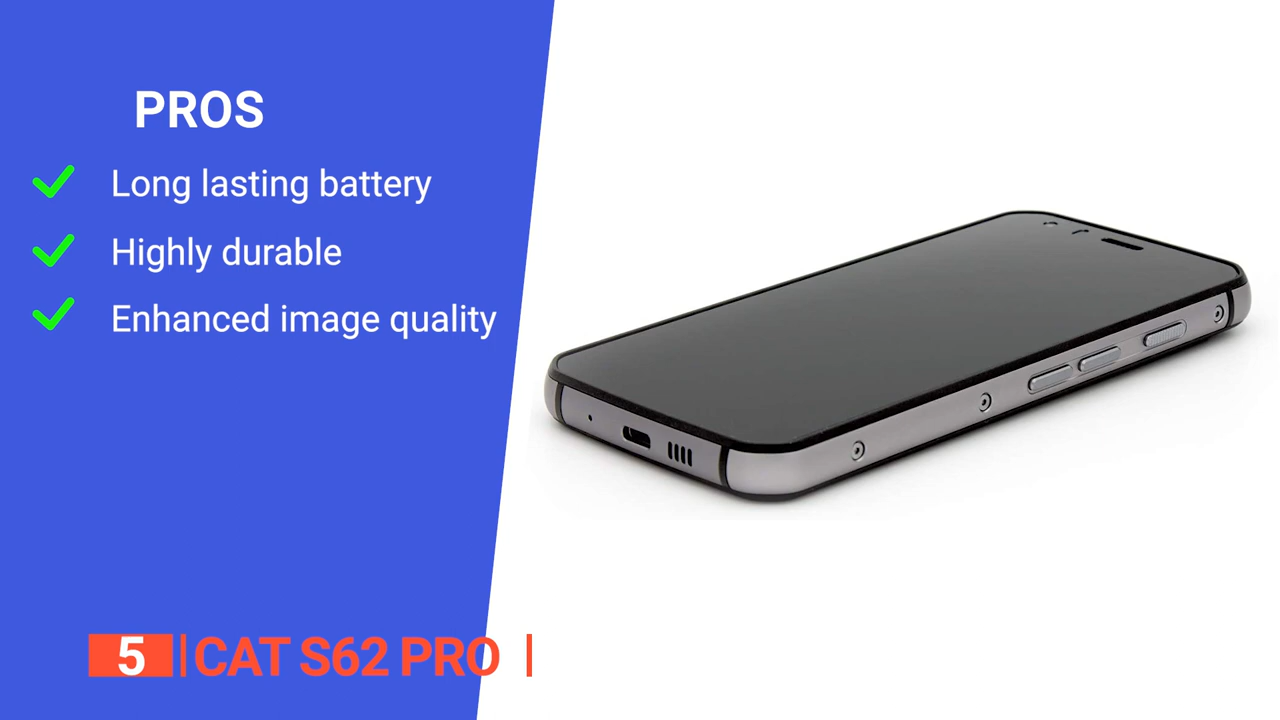 PROS
Long lasting battery
Highly durable
Enhanced image quality
5 CAT S62 PRO